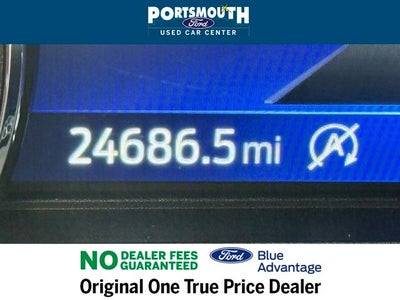 PORTSMOUTH
Ford
USED CAR CENTER
24686.5 mi A
NO DEALER FEES GUARANTEED
Ford Blue Advantage
Original One True Price Dealer